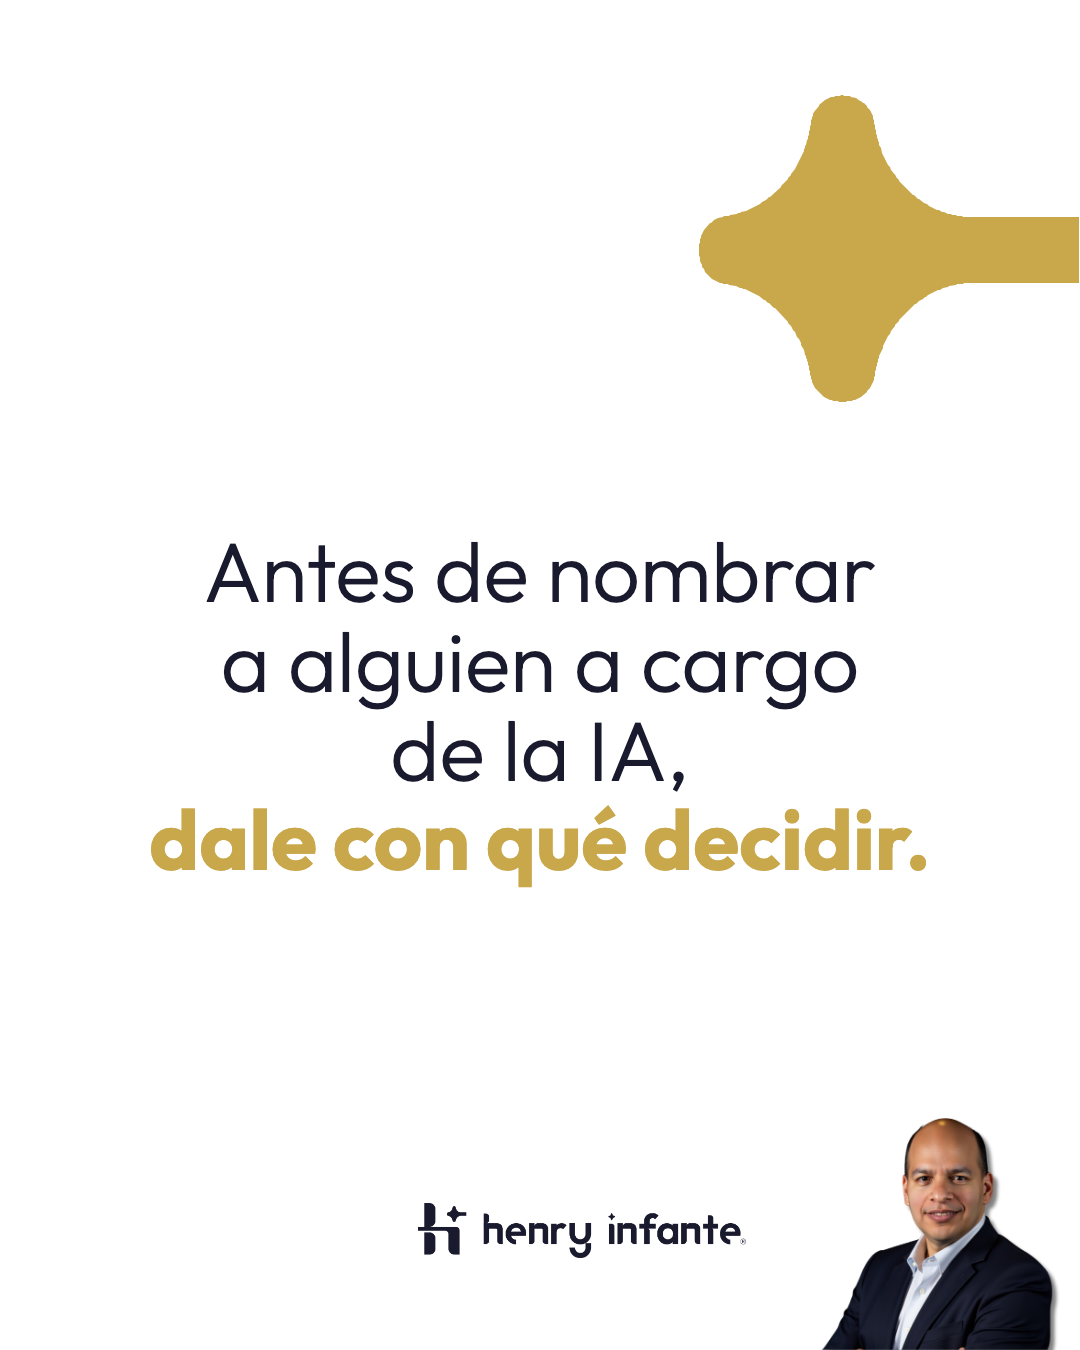 Antes de nombrar
a alguien a cargo
de la IA,
dale con qué decidir.
henry infante®